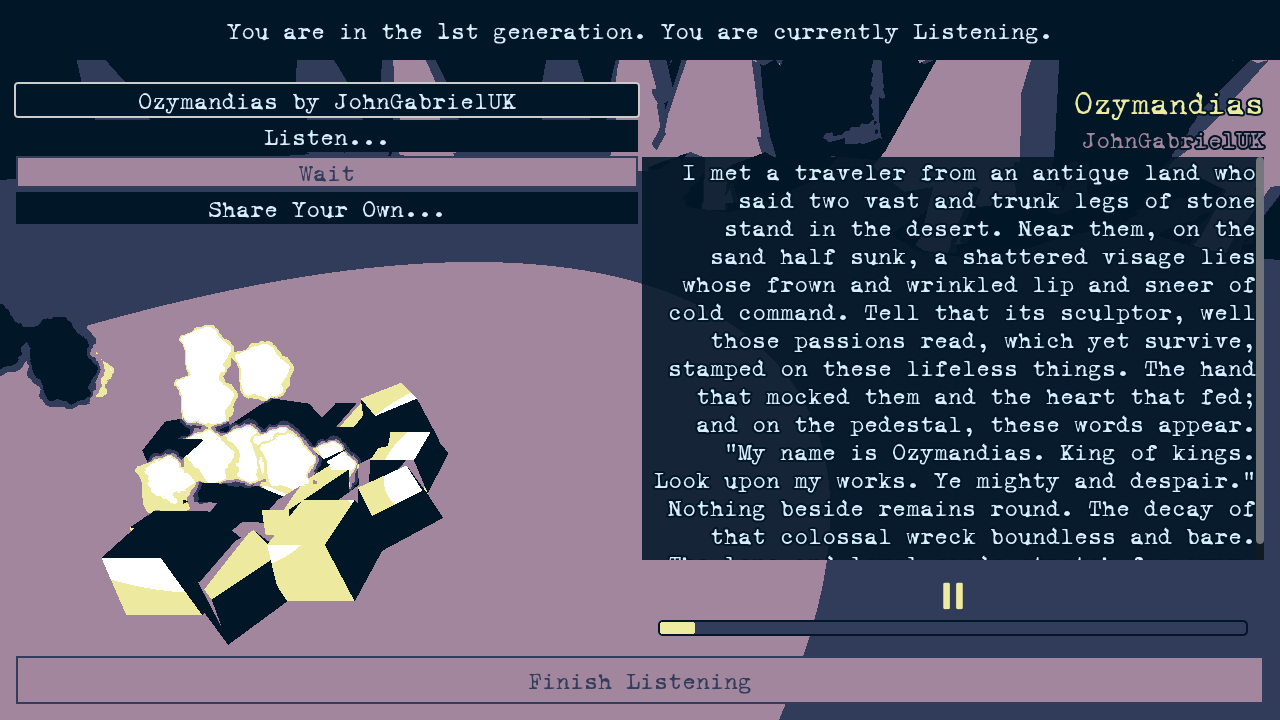 You are in the 1st generation. You are currently Listening.
Ozymandias by JohnGabrielUK
Listen...
Wait
Share Your Own...
Ozymandias
JohnGabrielUK
I met a traveler from an antique land who
said two vast and trunk legs of stone
stand in the desert. Near them, on the
sand half sunk, a shattered visage lies
whose frown and wrinkled lip and sneer of
cold command. Tell that its sculptor, well
those passions read, which yet survive,
stamped on these lifeless things. The hand
that mocked them and the heart that fed;
and on the pedestal, these words appear.
"My name is Ozymandias. King of kings.
Look upon my works. Ye mighty and despair."
Nothing beside remains round. The decay of
that colossal wreck boundless and bare.
Finish Listening